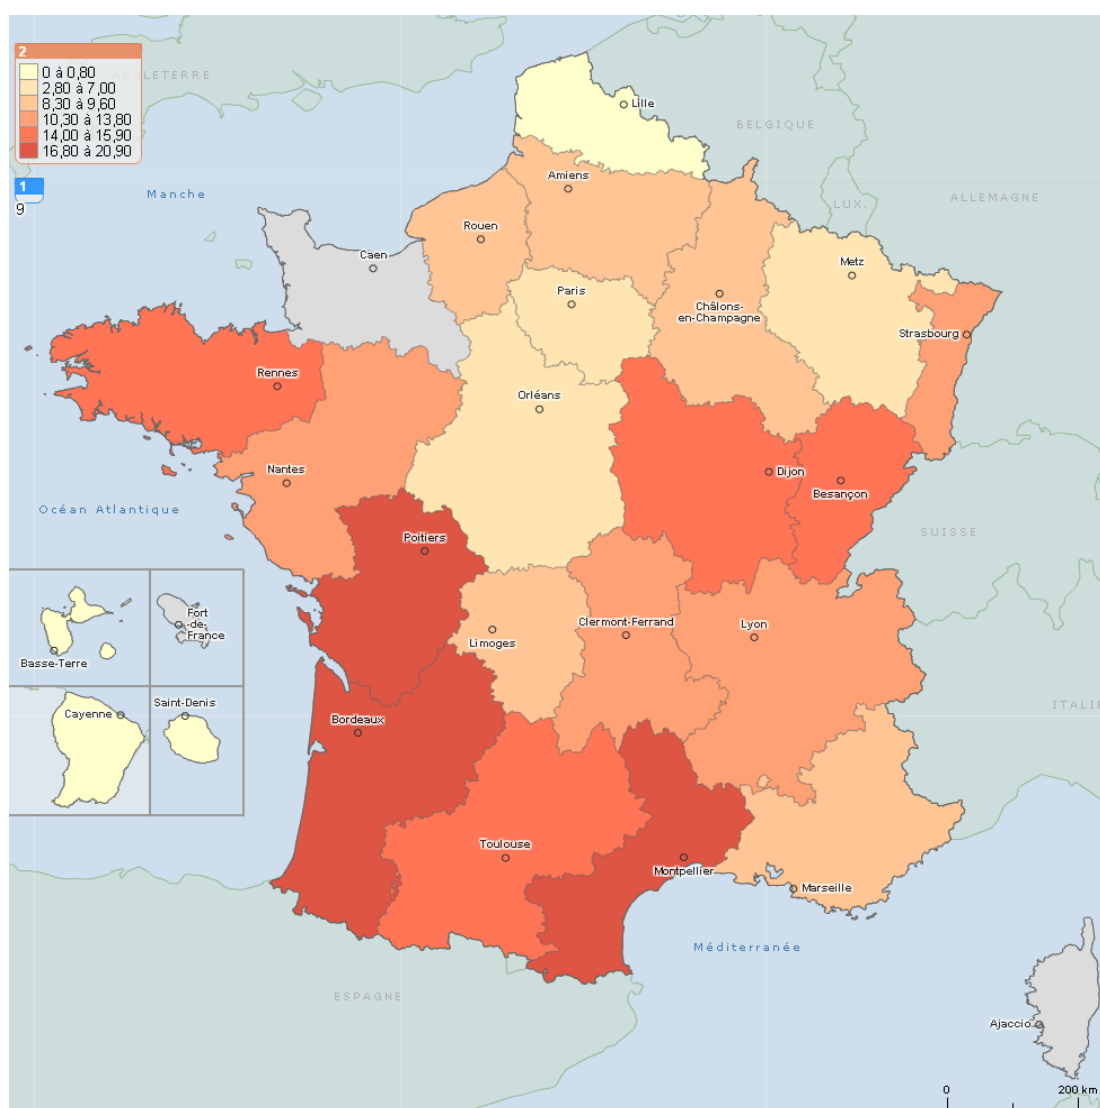 2
0 à 0,80
2,80 à 7,00
8,30 à 9,60
10,30 à 13,80
14,00 à 15,90
16,80 à 20,90
1
9
ANGLETERRE
Lille
BELGIQUE
Manche
Amiens
LUX.
ALLEMAGNE
Rouen
Caen
Metz
Paris
Châlons-
en-Champagne
Strasbourg
Rennes
Orléans
Nantes
Dijon
Besançon
Océan Atlantique
SUISSE
Poitiers
Fort
-de-
France
Clermont-Ferrand
Lyon
Limoges
Basse-Terre
Saint-Denis
Cayenne
Bordeaux
ITALIE
Toulouse
Montpellier
Marseille
Méditerranée
ESPAGNE
Ajaccio
0
200 km